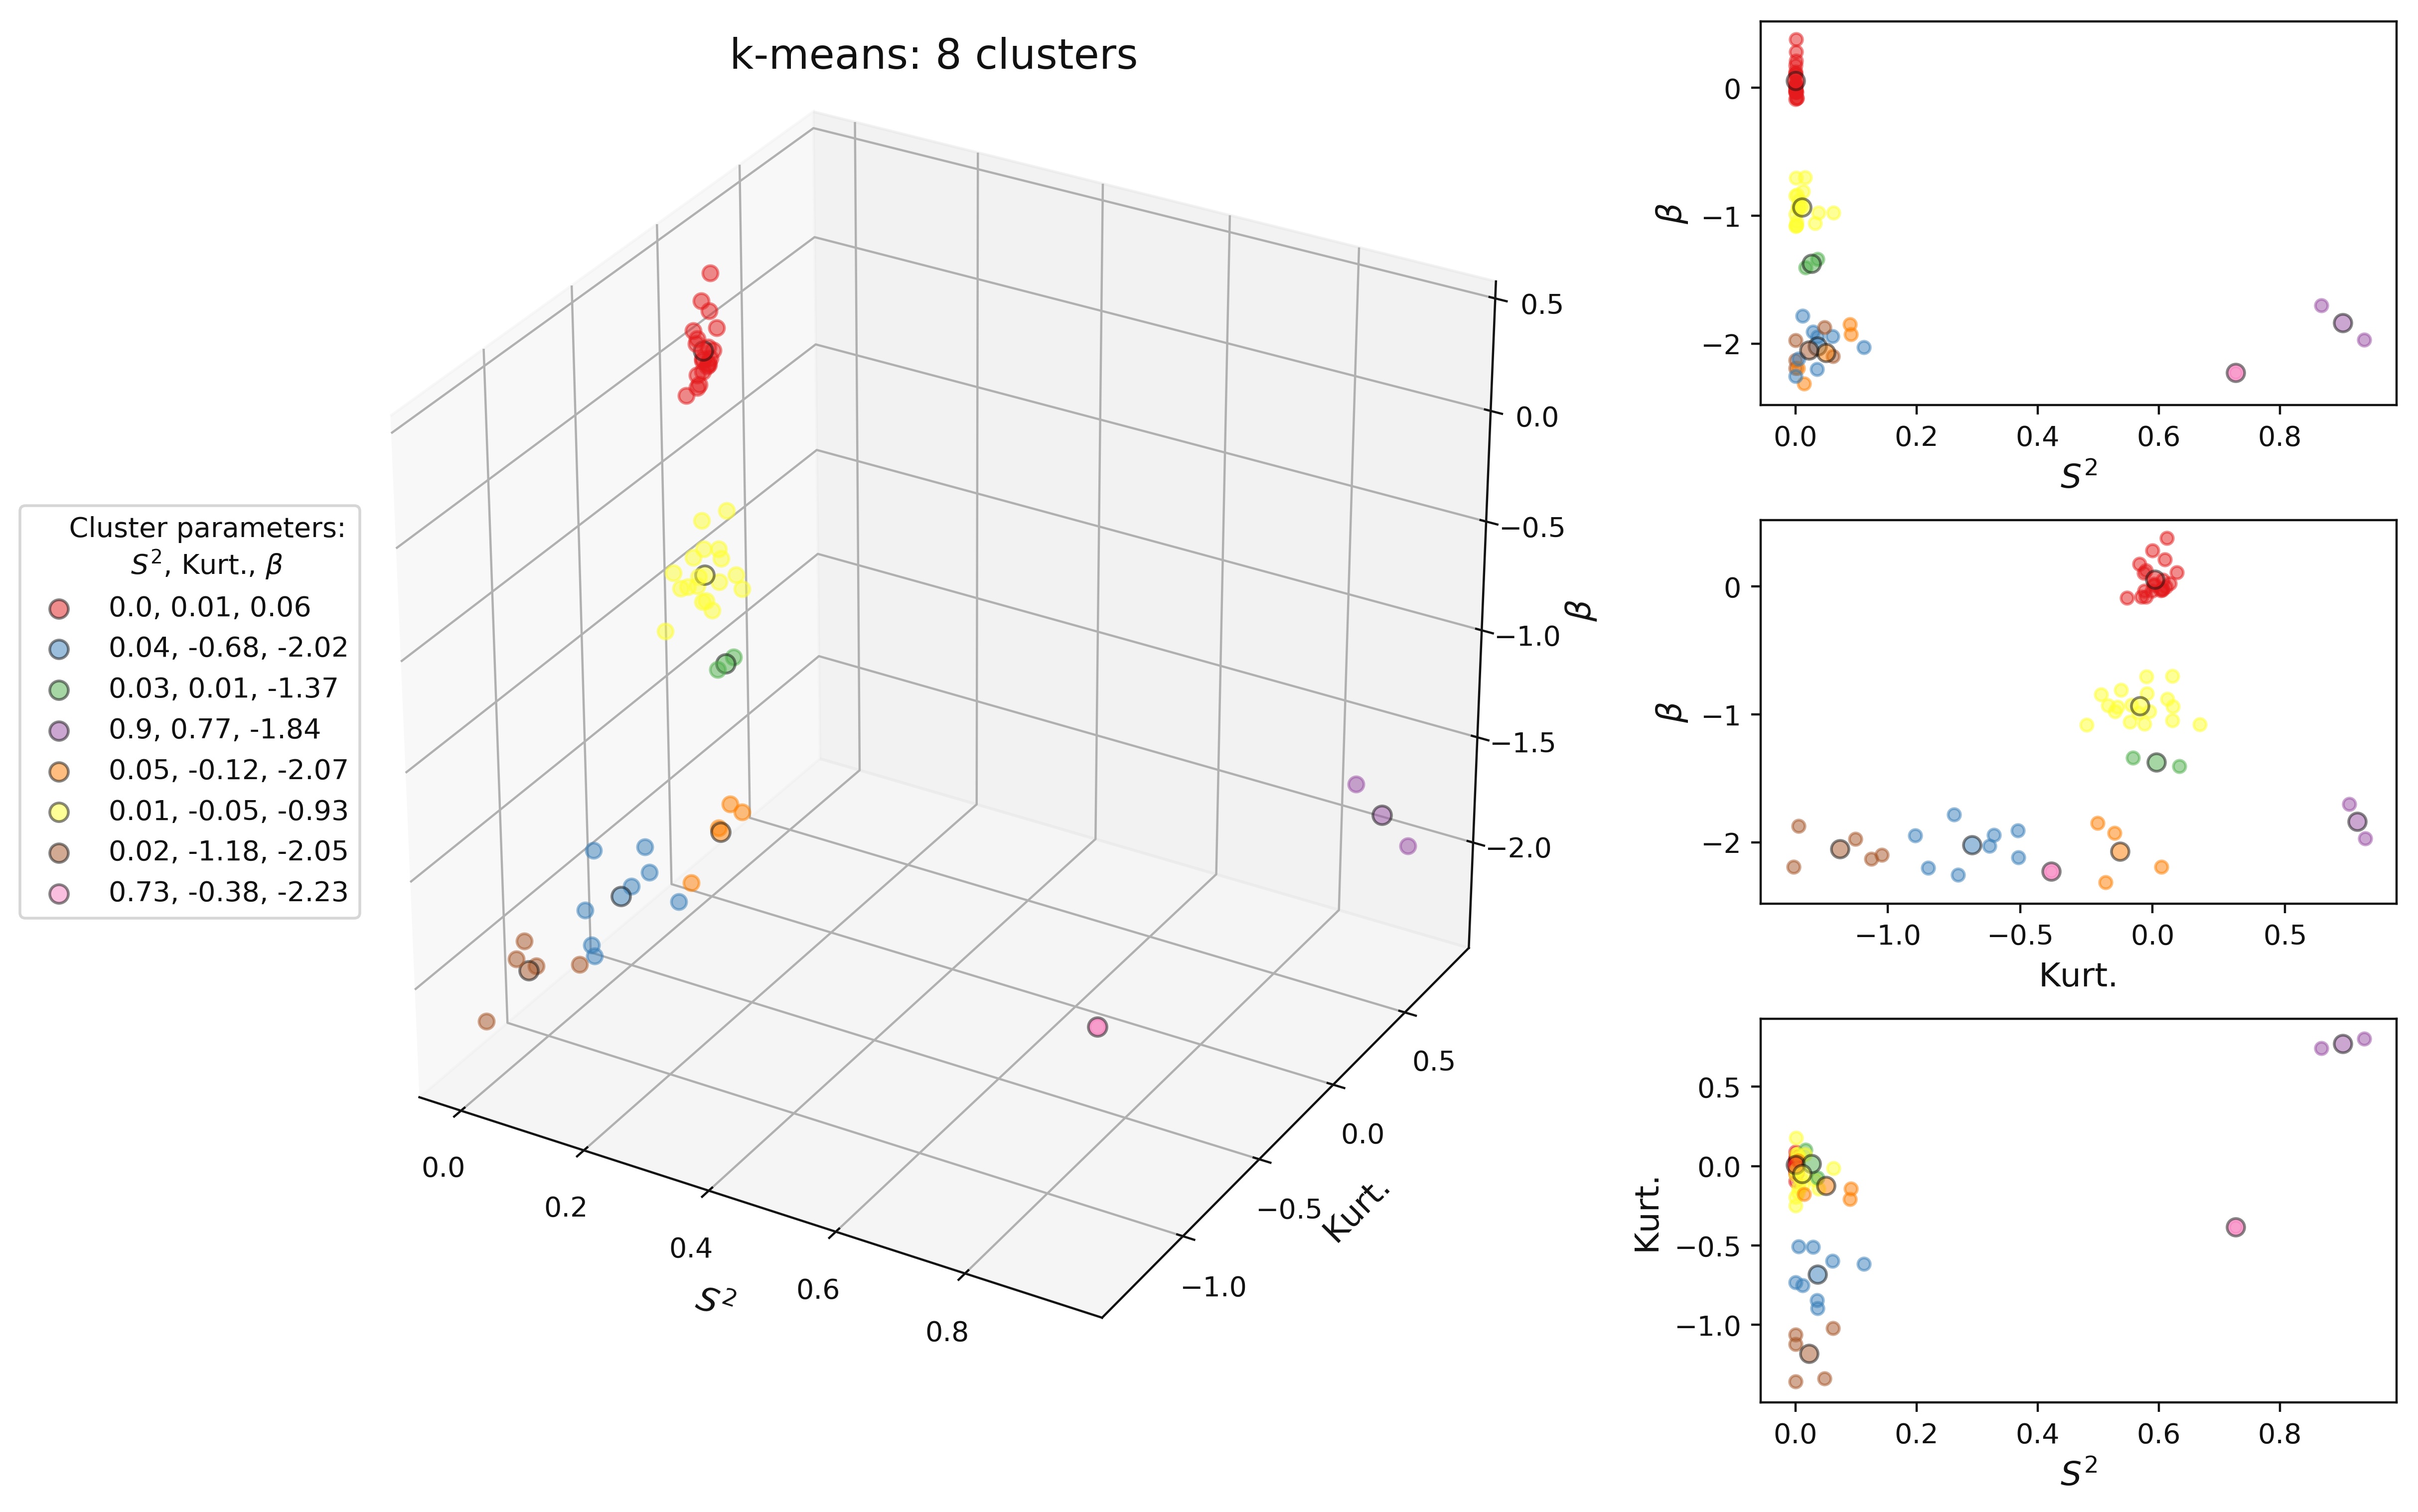 k-means: 8 clusters
Cluster parameters:
S², Kurt., β
0.0, 0.01, 0.06
0.04, -0.68, -2.02
0.03, 0.01, -1.37
0.9, 0.77, -1.84
0.05, -0.12, -2.07
0.01, -0.05, -0.93
0.02, -1.18, -2.05
0.73, -0.38, -2.23
0.0
0.2
0.4
0.6
0.8
S²
−1.0
−0.5
0.0
0.5
Kurt.
0.5
0.0
−0.5
−1.0
−1.5
−2.0
β
0
−1
−2
β
0.0 0.2 0.4 0.6 0.8
S²
0
−1
−2
β
−1.0 −0.5 0.0 0.5
Kurt.
0.5
0.0
−0.5
−1.0
Kurt.
0.0 0.2 0.4 0.6 0.8
S²